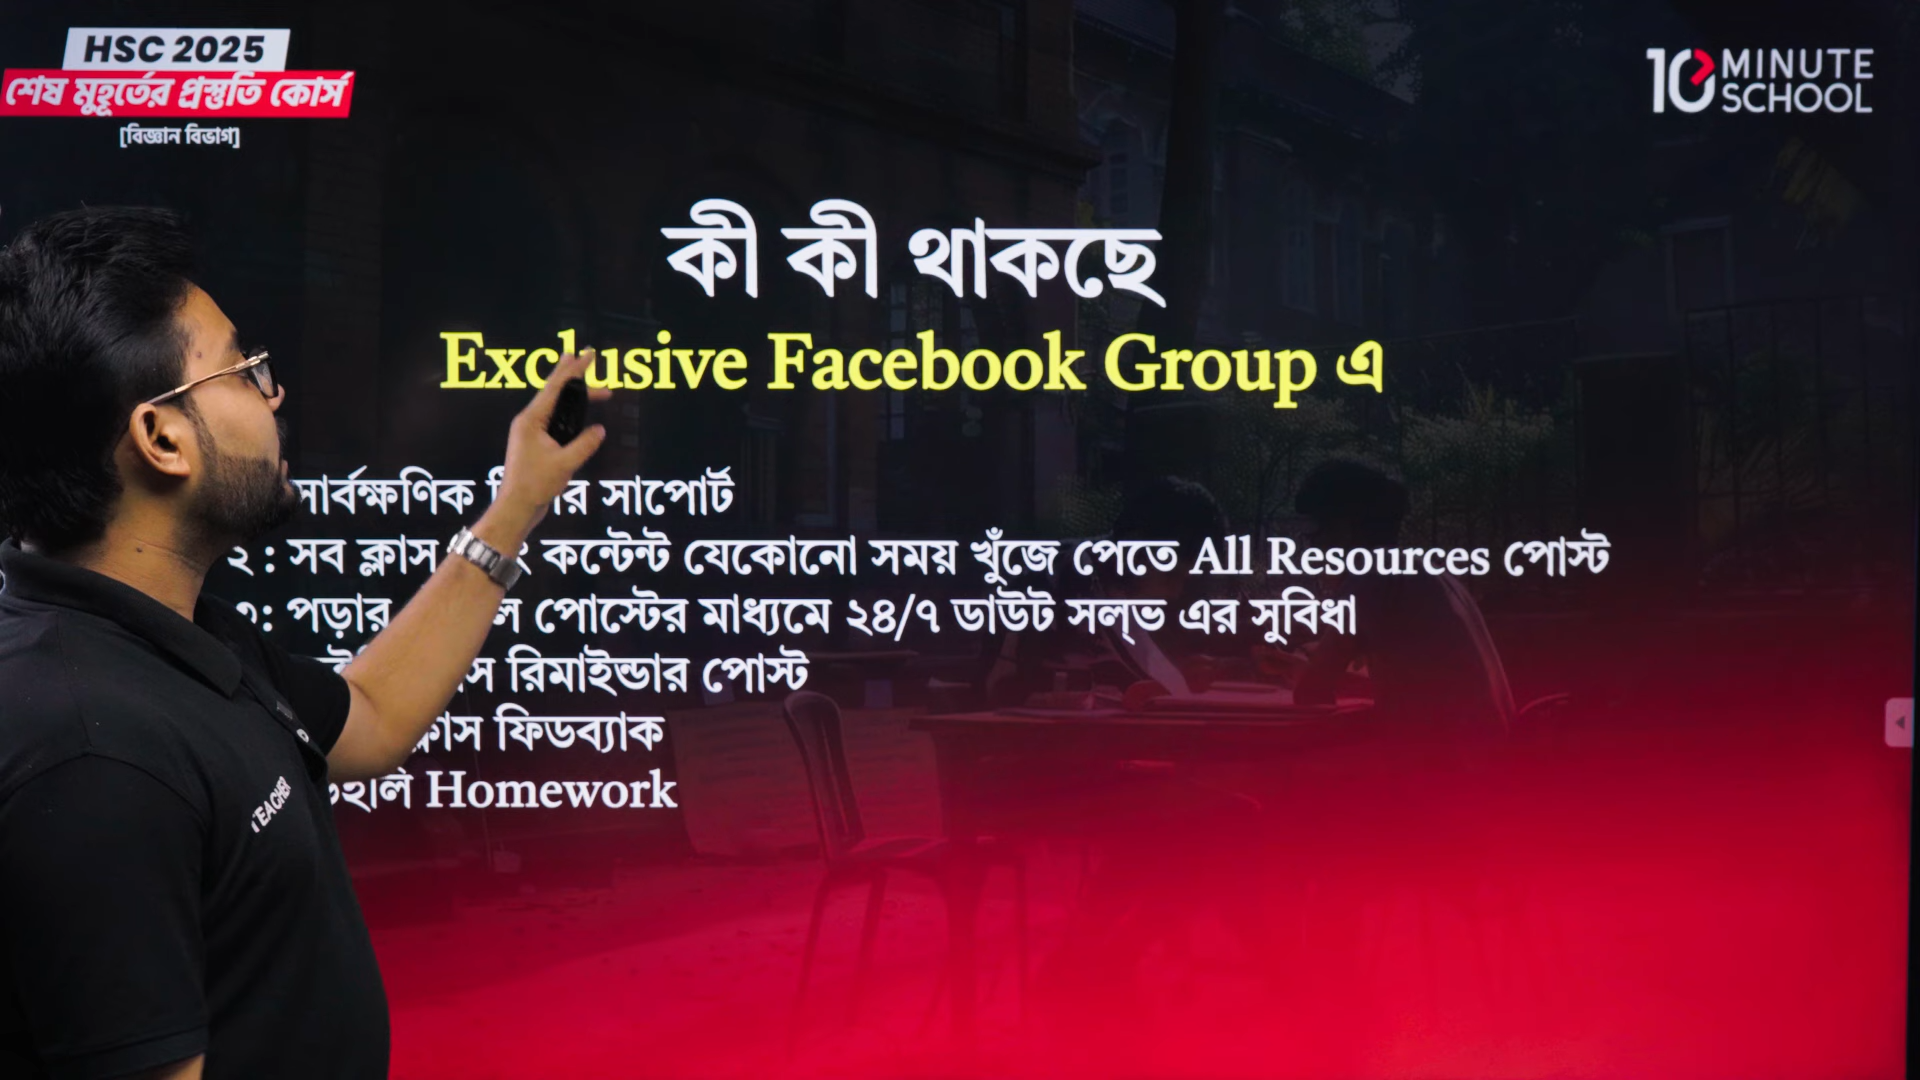 HSC 2025
শেষ মুহূর্তের প্রস্তুতি কোর্স
[বিজ্ঞান বিভাগ]
10 MINUTE SCHOOL
কী কী থাকছে
Exclusive Facebook Group এ
সার্বক্ষণিক সাপোর্ট
২ : সব ক্লাস কন্টেন্ট যেকোনো সময় খুঁজে পেতে All Resources পোস্ট
৩: পড়ার পোস্টের মাধ্যমে ২৪/৭ ডাউট সল্ভ এর সুবিধা
রিমাইন্ডার পোস্ট
ক্লাস ফিডব্যাক
Homework
TEACHER